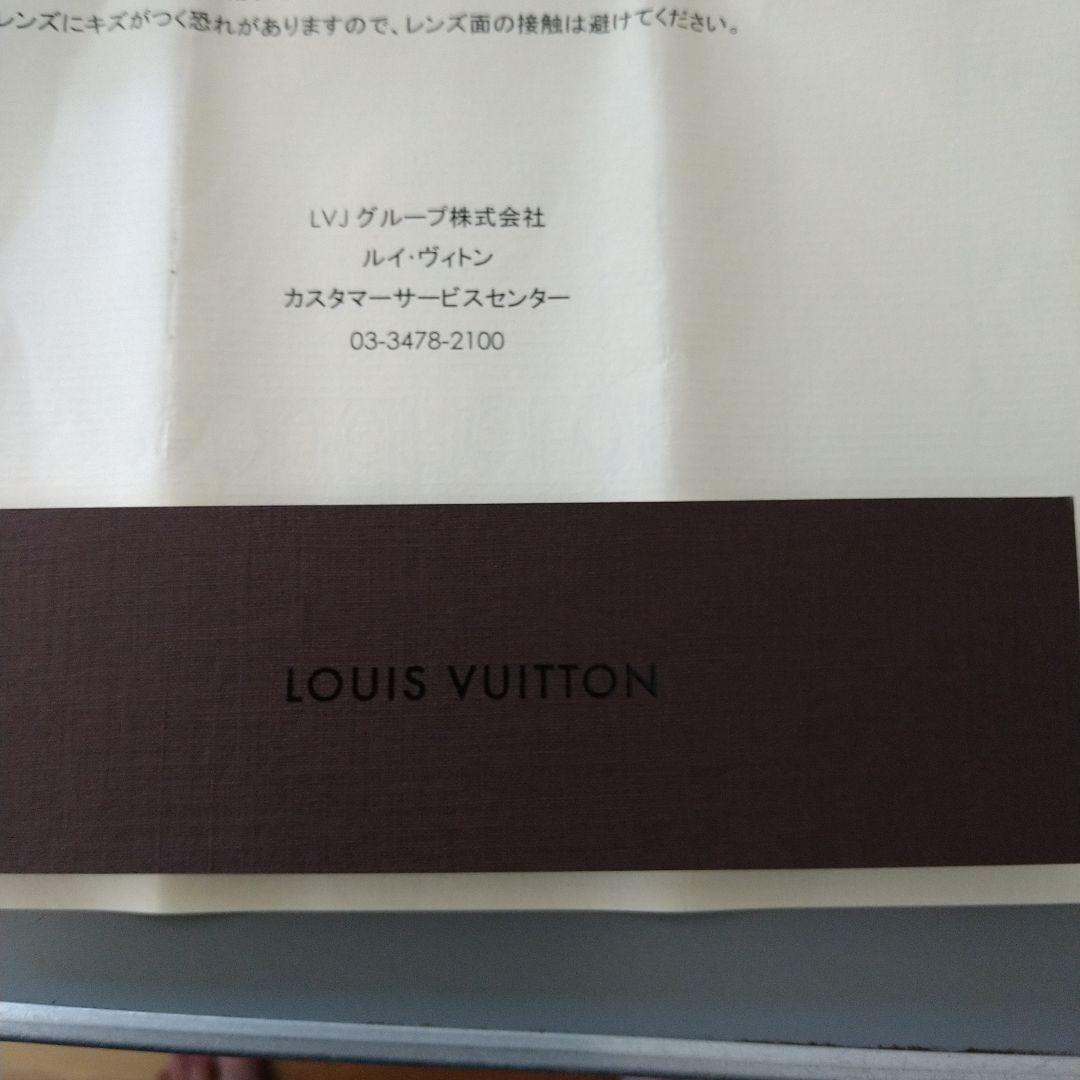 レンズにキズがつく恐れがありますので、レンズ面の接触は避けてください。
LVJグループ株式会社
ルイ・ヴィトン
カスタマーサービスセンター
03-3478-2100
LOUIS VUITTON